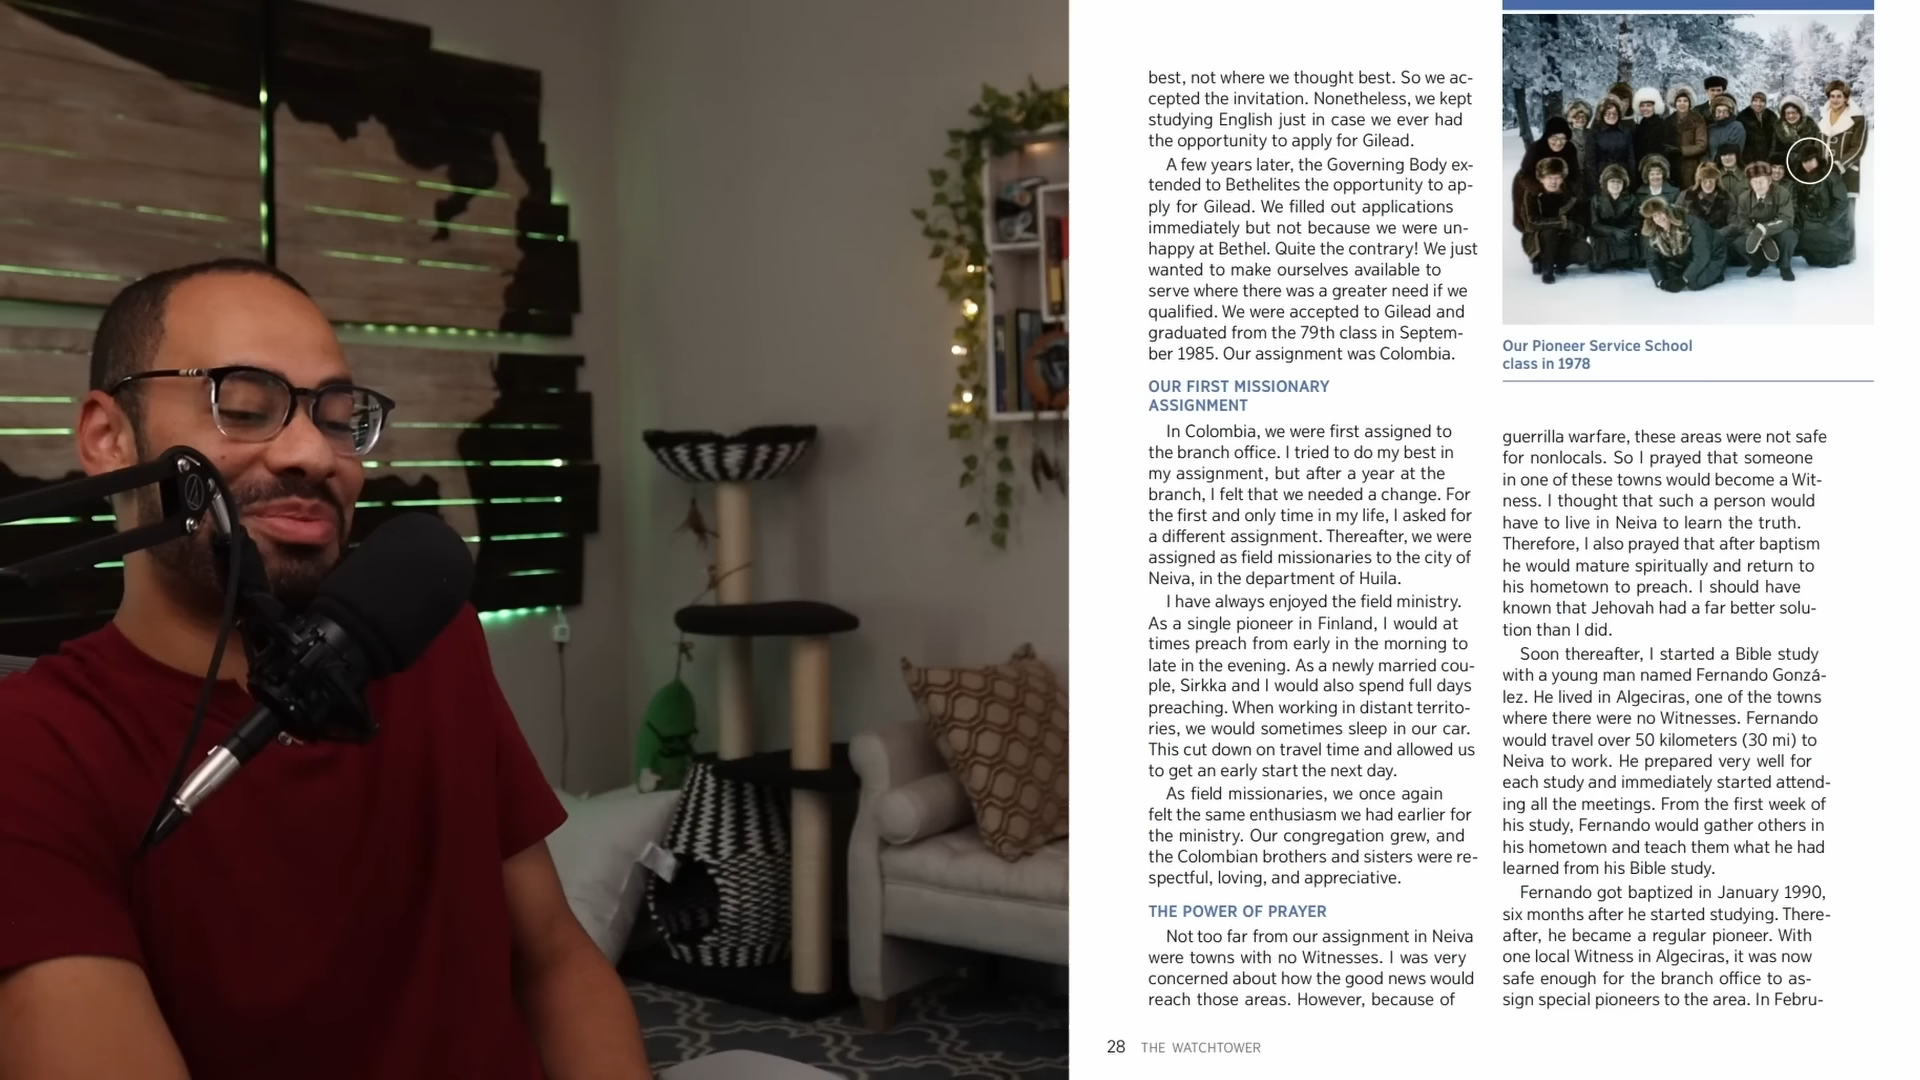 best, not where we thought best. So we ac-
cepted the invitation. Nonetheless, we kept
studying English just in case we ever had
the opportunity to apply for Gilead.
A few years later, the Governing Body ex-
tended to Bethelites the opportunity to ap-
ply for Gilead. We filled out applications
immediately but not because we were un-
happy at Bethel. Quite the contrary! We just
wanted to make ourselves available to
serve where there was a greater need if we
qualified. We were accepted to Gilead and
graduated from the 79th class in Septem-
ber 1985. Our assignment was Colombia.
OUR FIRST MISSIONARY
ASSIGNMENT
In Colombia, we were first assigned to
the branch office. I tried to do my best in
my assignment, but after a year at the
branch, I felt that we needed a change. For
the first and only time in my life, I asked for
a different assignment. Thereafter, we were
assigned as field missionaries to the city of
Neiva, in the department of Huila.
I have always enjoyed the field ministry.
As a single pioneer in Finland, I would at
times preach from early in the morning to
late in the evening. As a newly married cou-
ple, Sirkka and I would also spend full days
preaching. When working in distant territo-
ries, we would sometimes sleep in our car.
This cut down on travel time and allowed us
to get an early start the next day.
As field missionaries, we once again
felt the same enthusiasm we had earlier for
the ministry. Our congregation grew, and
the Colombian brothers and sisters were re-
spectful, loving, and appreciative.
THE POWER OF PRAYER
Not too far from our assignment in Neiva
were towns with no Witnesses. I was very
concerned about how the good news would
reach those areas. However, because of
Our Pioneer Service School
class in 1978
guerrilla warfare, these areas were not safe
for nonlocals. So I prayed that someone
in one of these towns would become a Wit-
ness. I thought that such a person would
have to live in Neiva to learn the truth.
Therefore, I also prayed that after baptism
he would mature spiritually and return to
his hometown to preach. I should have
known that Jehovah had a far better solu-
tion than I did.
Soon thereafter, I started a Bible study
with a young man named Fernando Gonzá-
lez. He lived in Algeciras, one of the towns
where there were no Witnesses. Fernando
would travel over 50 kilometers (30 mi) to
Neiva to work. He prepared very well for
each study and immediately started attend-
ing all the meetings. From the first week of
his study, Fernando would gather others in
his hometown and teach them what he had
learned from his Bible study.
Fernando got baptized in January 1990,
six months after he started studying. There-
after, he became a regular pioneer. With
one local Witness in Algeciras, it was now
safe enough for the branch office to as-
sign special pioneers to the area. In Febru-
28 THE WATCHTOWER